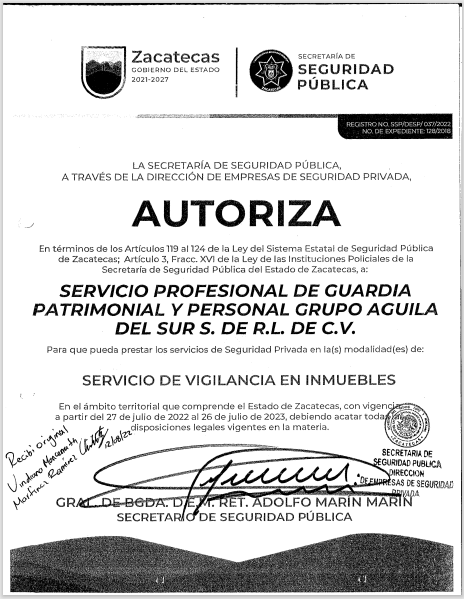 Zacatecas
GOBIERNO DEL ESTADO
2021-2027
SECRETARÍA DE
SEGURIDAD
PÚBLICA
REGISTRO NO. SSP/DESP/ 037/2022
NO. DE EXPEDIENTE: 128/2018
LA SECRETARÍA DE SEGURIDAD PÚBLICA,
A TRAVÉS DE LA DIRECCIÓN DE EMPRESAS DE SEGURIDAD PRIVADA,
AUTORIZA
En términos de los Artículos 119 al 124 de la Ley del Sistema Estatal de Seguridad Pública
de Zacatecas; Artículo 3, Fracc. XVI de la Ley de las Instituciones Policiales de la
Secretaría de Seguridad Pública del Estado de Zacatecas, a:
SERVICIO PROFESIONAL DE GUARDIA
PATRIMONIAL Y PERSONAL GRUPO AGUILA
DEL SUR S. DE R.L. DE C.V.
Para que pueda prestar los servicios de Seguridad Privada en la(s) modalidad(es) de:
SERVICIO DE VIGILANCIA EN INMUEBLES
En el ámbito territorial que comprende el Estado de Zacatecas, con vigencia
a partir del 27 de julio de 2022 al 26 de julio de 2023, debiendo acatar todas
disposiciones legales vigentes en la materia.
Recibi original
Martinez Ramirez 12/08/22
SECRETARIA DE
SEGURIDAD PUBLICA
DIRECCION
DE EMPRESAS DE SEGURIDAD
PRIVADA
GRAL. DE BGDA. D.E.M. RET. ADOLFO MARÍN MARÍN
SECRETARIO DE SEGURIDAD PÚBLICA